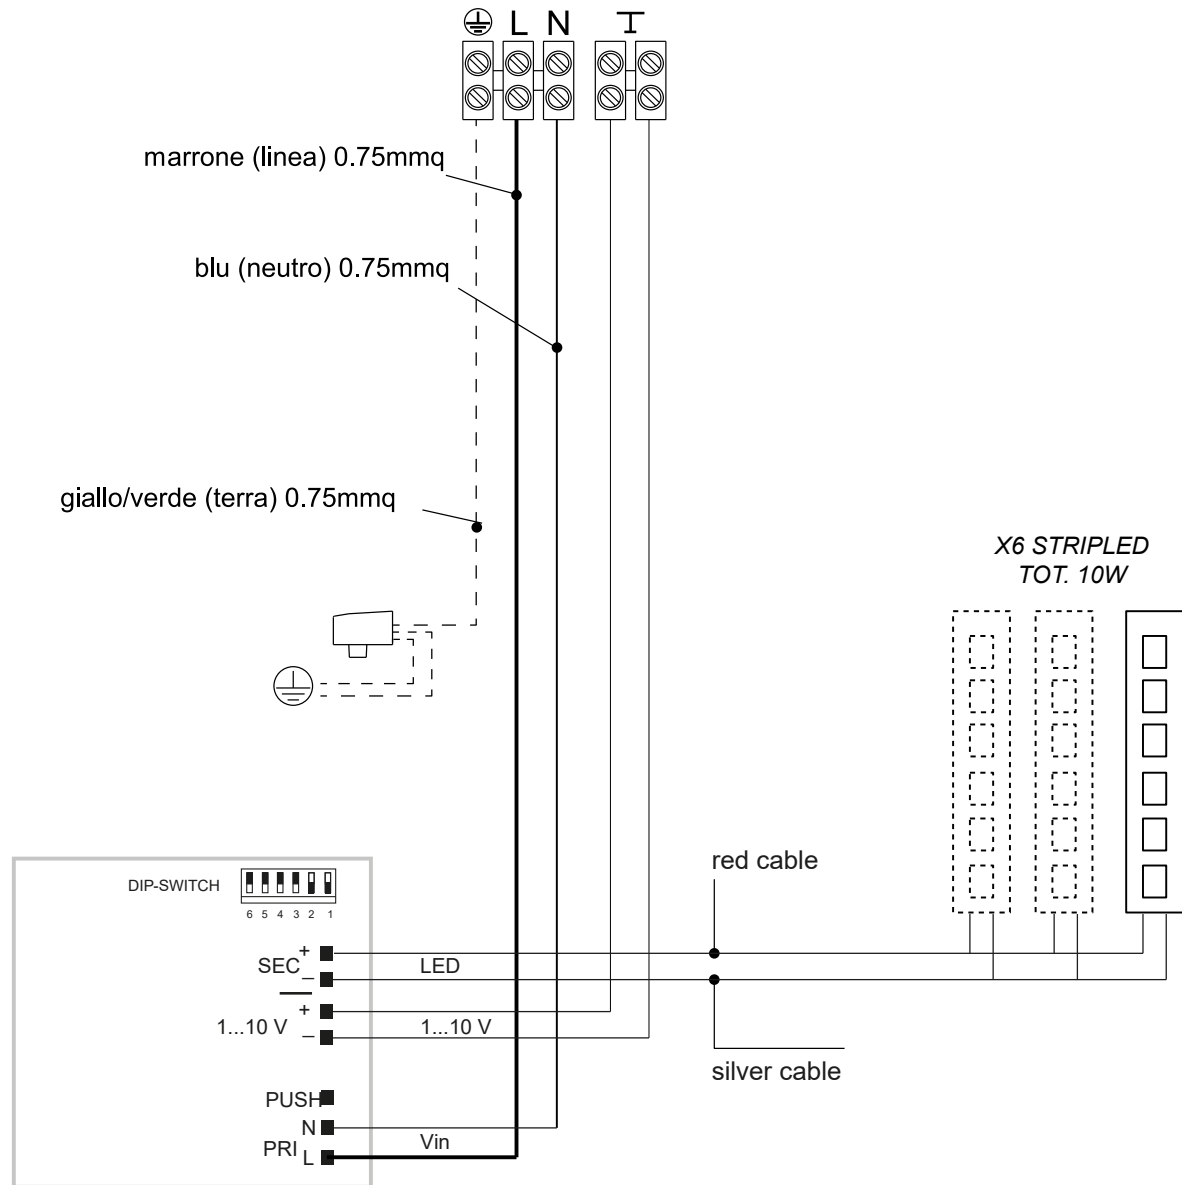 L N
marrone (linea) 0.75mmq
blu (neutro) 0.75mmq
giallo/verde (terra) 0.75mmq
X6 STRIPLED
TOT. 10W
DIP-SWITCH
6 5 4 3 2 1
red cable
+
SEC
LED
–
+
1...10 V
1...10 V
–
silver cable
PUSH
N
PRI
L
Vin